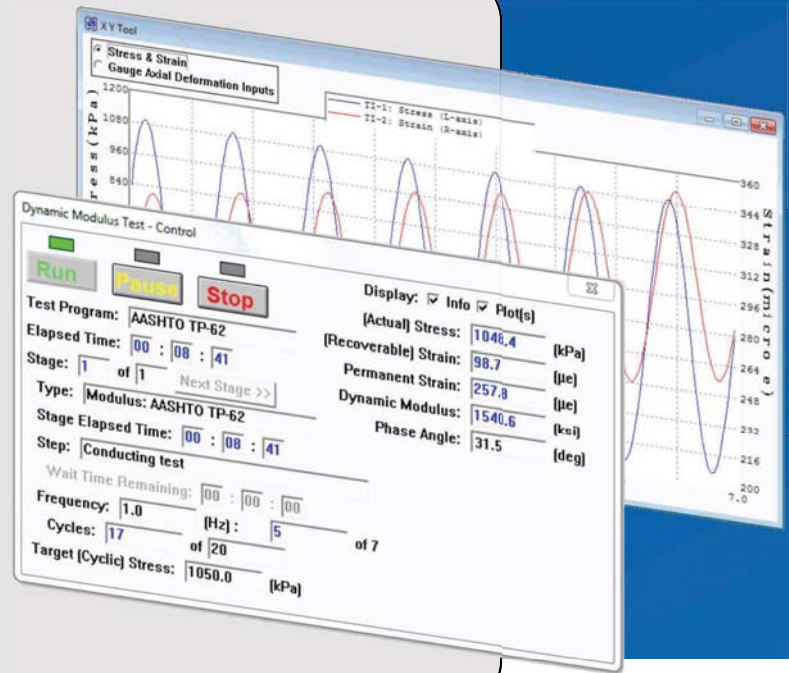 X Y Tool
Stress & Strain
Gauge Axial Deformation Inputs
TI-1: Stress (L-axis)
TI-2: Strain (R-axis)
1200
1080
960
840
ress(kPa)
360
344
328
312
296
280
264
248
232
216
200
7.0
Strain(micro e)
Dynamic Modulus Test - Control
Run Pause Stop
Display: Info Plot(s)
Test Program: AASHTO TP-62
Elapsed Time: 00 : 08 : 41
Stage: 1 of 1 Next Stage >>
Type: Modulus: AASHTO TP-62
Stage Elapsed Time: 00 : 08 : 41
Step: Conducting test
Wait Time Remaining: 00 : 00 : 00
Frequency: 1.0 (Hz) : 5 of 7
Cycles: 17 of 20
Target (Cyclic) Stress: 1050.0 (kPa)
(Actual) Stress: 1048.4 (kPa)
(Recoverable) Strain: 98.7 (µe)
Permanent Strain: 257.8 (µe)
Dynamic Modulus: 1540.6 (ksi)
Phase Angle: 31.5 (deg)